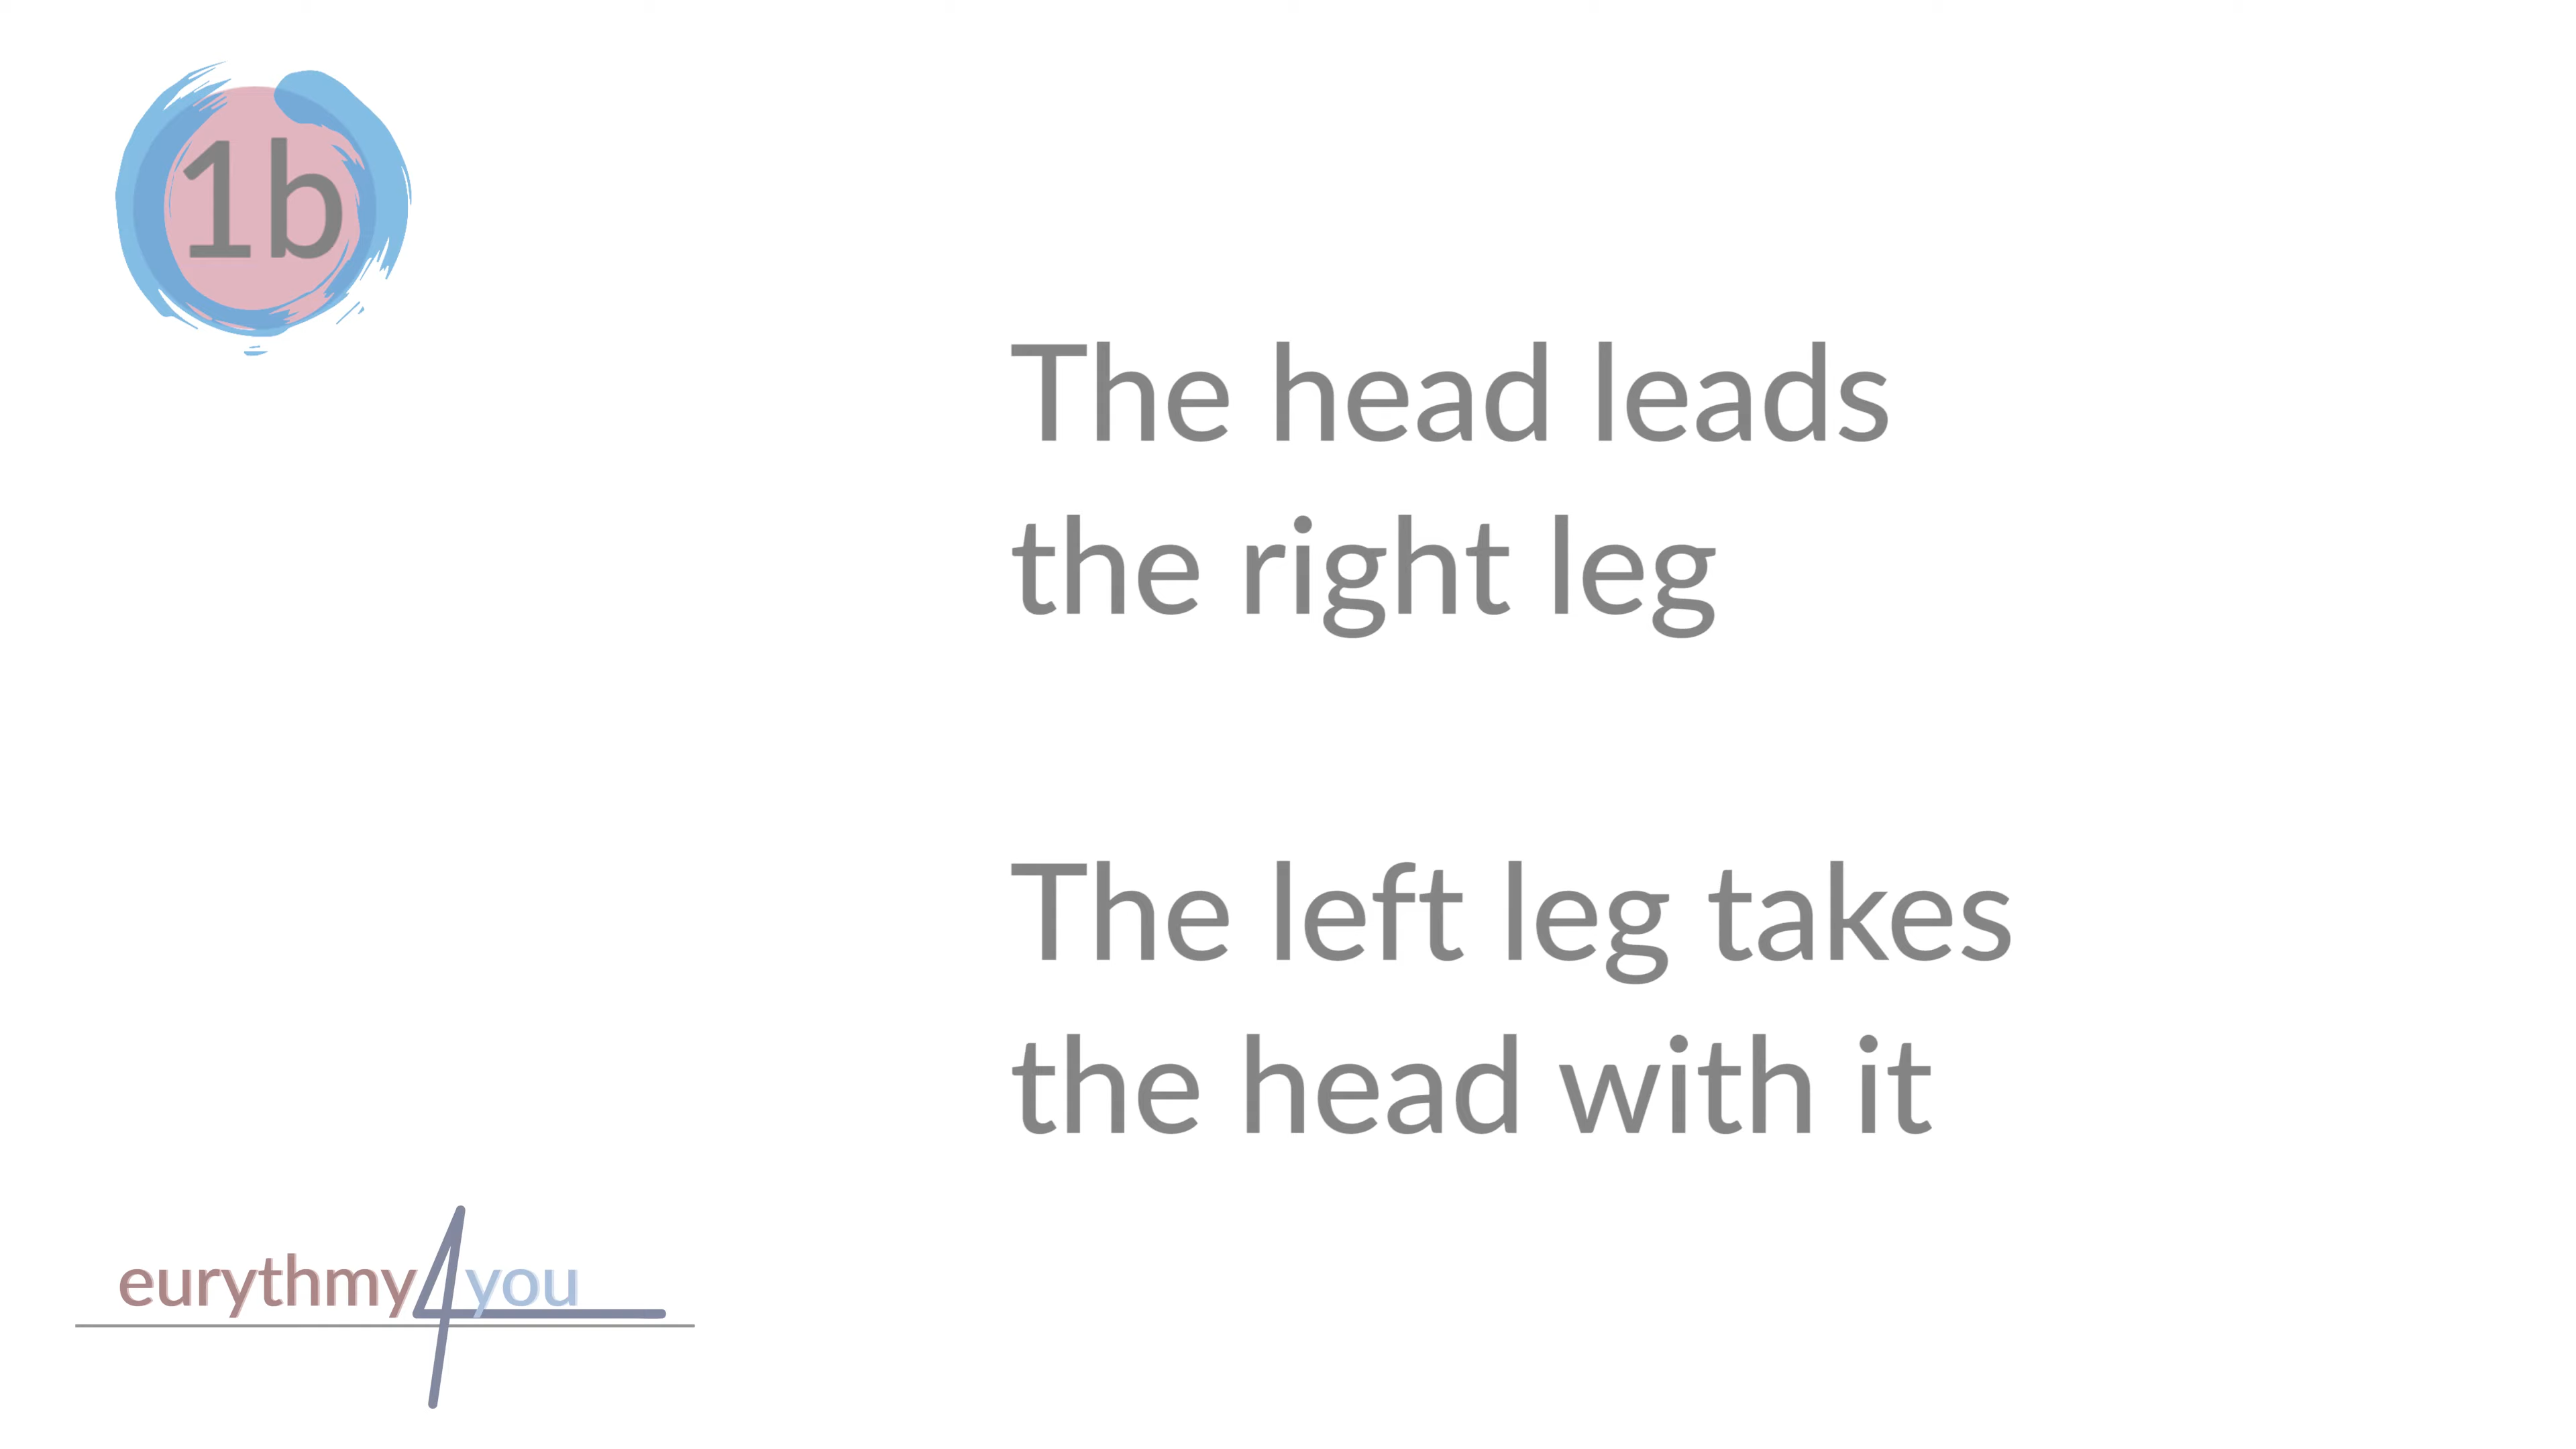 1b
The head leads
the right leg
The left leg takes
the head with it
eurythmy4you